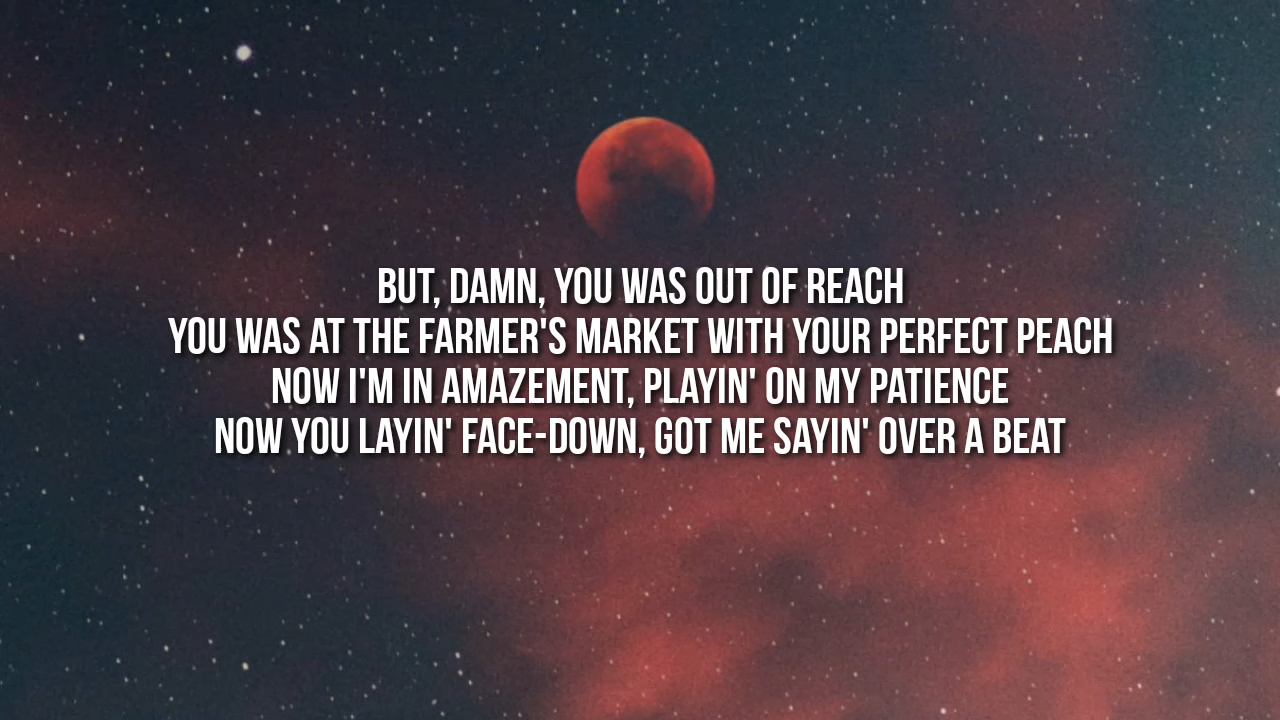 BUT, DAMN, YOU WAS OUT OF REACH
YOU WAS AT THE FARMER'S MARKET WITH YOUR PERFECT PEACH
NOW I'M IN AMAZEMENT, PLAYIN' ON MY PATIENCE
NOW YOU LAYIN' FACE-DOWN, GOT ME SAYIN' OVER A BEAT